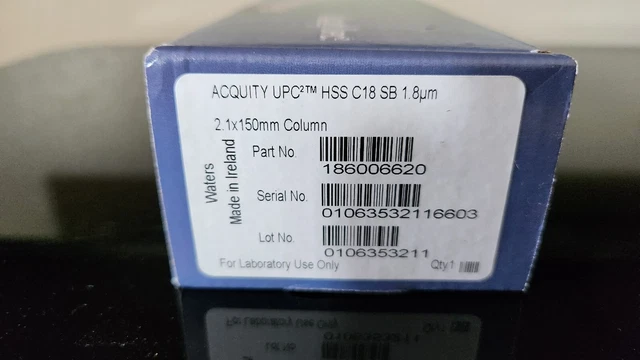 ACQUITY UPC²™ HSS C18 SB 1.8µm
2.1x150mm Column
Waters
Made in Ireland
Part No.
186006620
Serial No.
01063532116603
Lot No.
0106353211
For Laboratory Use Only
Qty.1